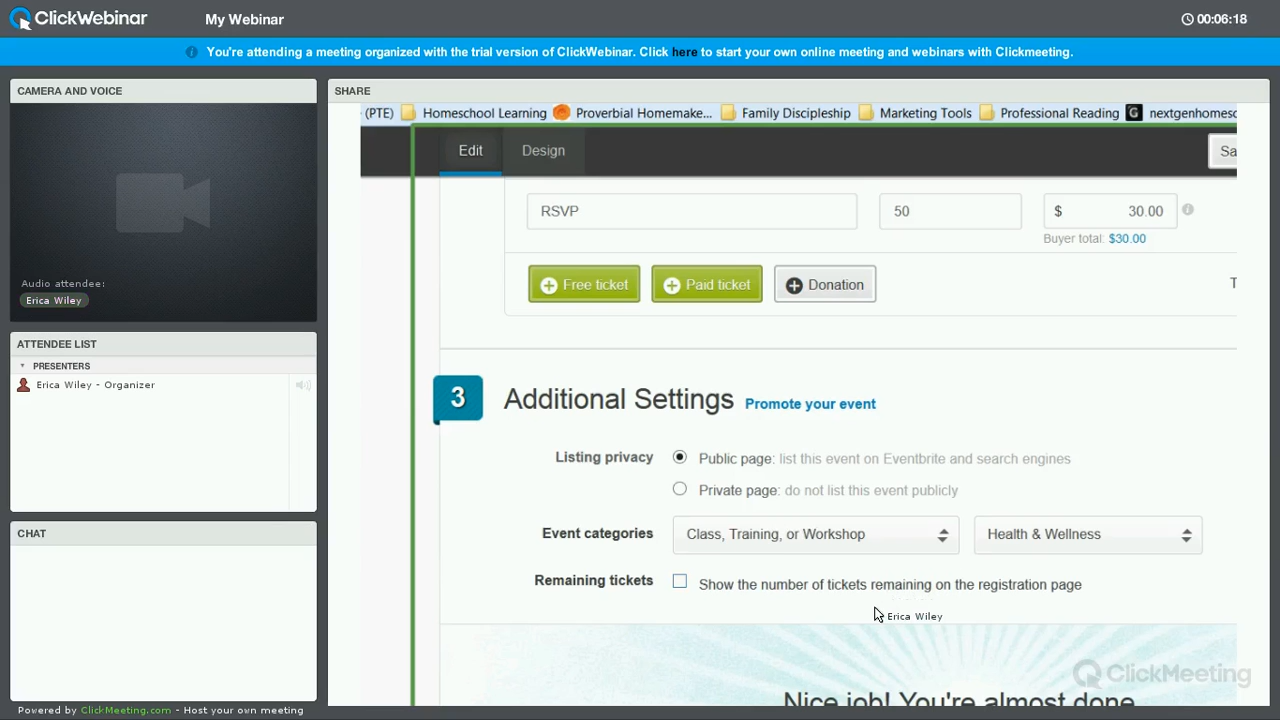 ClickWebinar
My Webinar
00:06:18
You're attending a meeting organized with the trial version of ClickWebinar. Click here to start your own online meeting and webinars with Clickmeeting.
CAMERA AND VOICE
Audio attendee:
Erica Wiley
ATTENDEE LIST
PRESENTERS
Erica Wiley - Organizer
CHAT
Powered by ClickMeeting.com - Host your own meeting
SHARE
(PTE) Homeschool Learning Proverbial Homemake... Family Discipleship Marketing Tools Professional Reading G nextgenhomesc
Edit Design Sa
RSVP 50 $ 30.00
Buyer total: $30.00
Free ticket Paid ticket Donation T
3 Additional Settings Promote your event
Listing privacy Public page: list this event on Eventbrite and search engines
Private page: do not list this event publicly
Event categories Class, Training, or Workshop Health & Wellness
Remaining tickets Show the number of tickets remaining on the registration page
Erica Wiley
ClickMeeting
Nice job! You're almost done